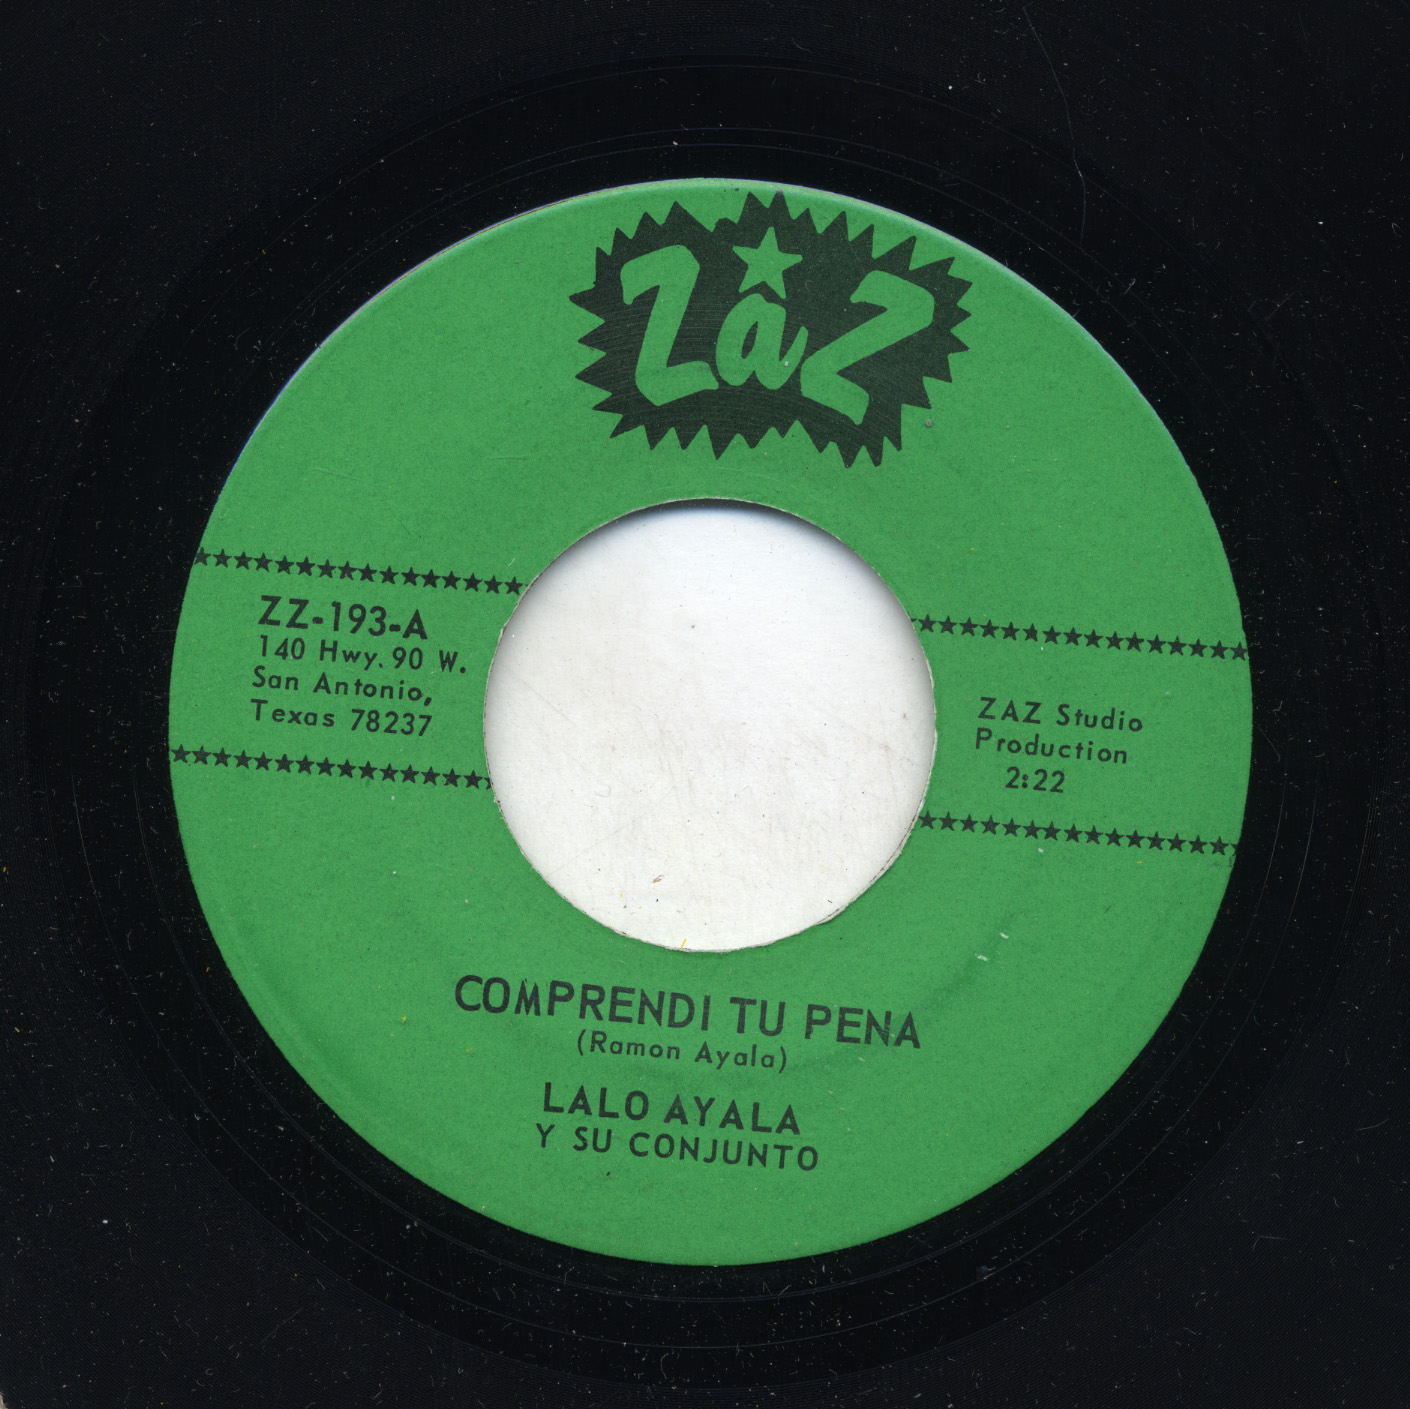 ZaZ
ZZ-193-A
140 Hwy. 90 W.
San Antonio,
Texas 78237
ZAZ Studio
Production
2:22
COMPRENDI TU PENA
(Ramon Ayala)
LALO AYALA
Y SU CONJUNTO